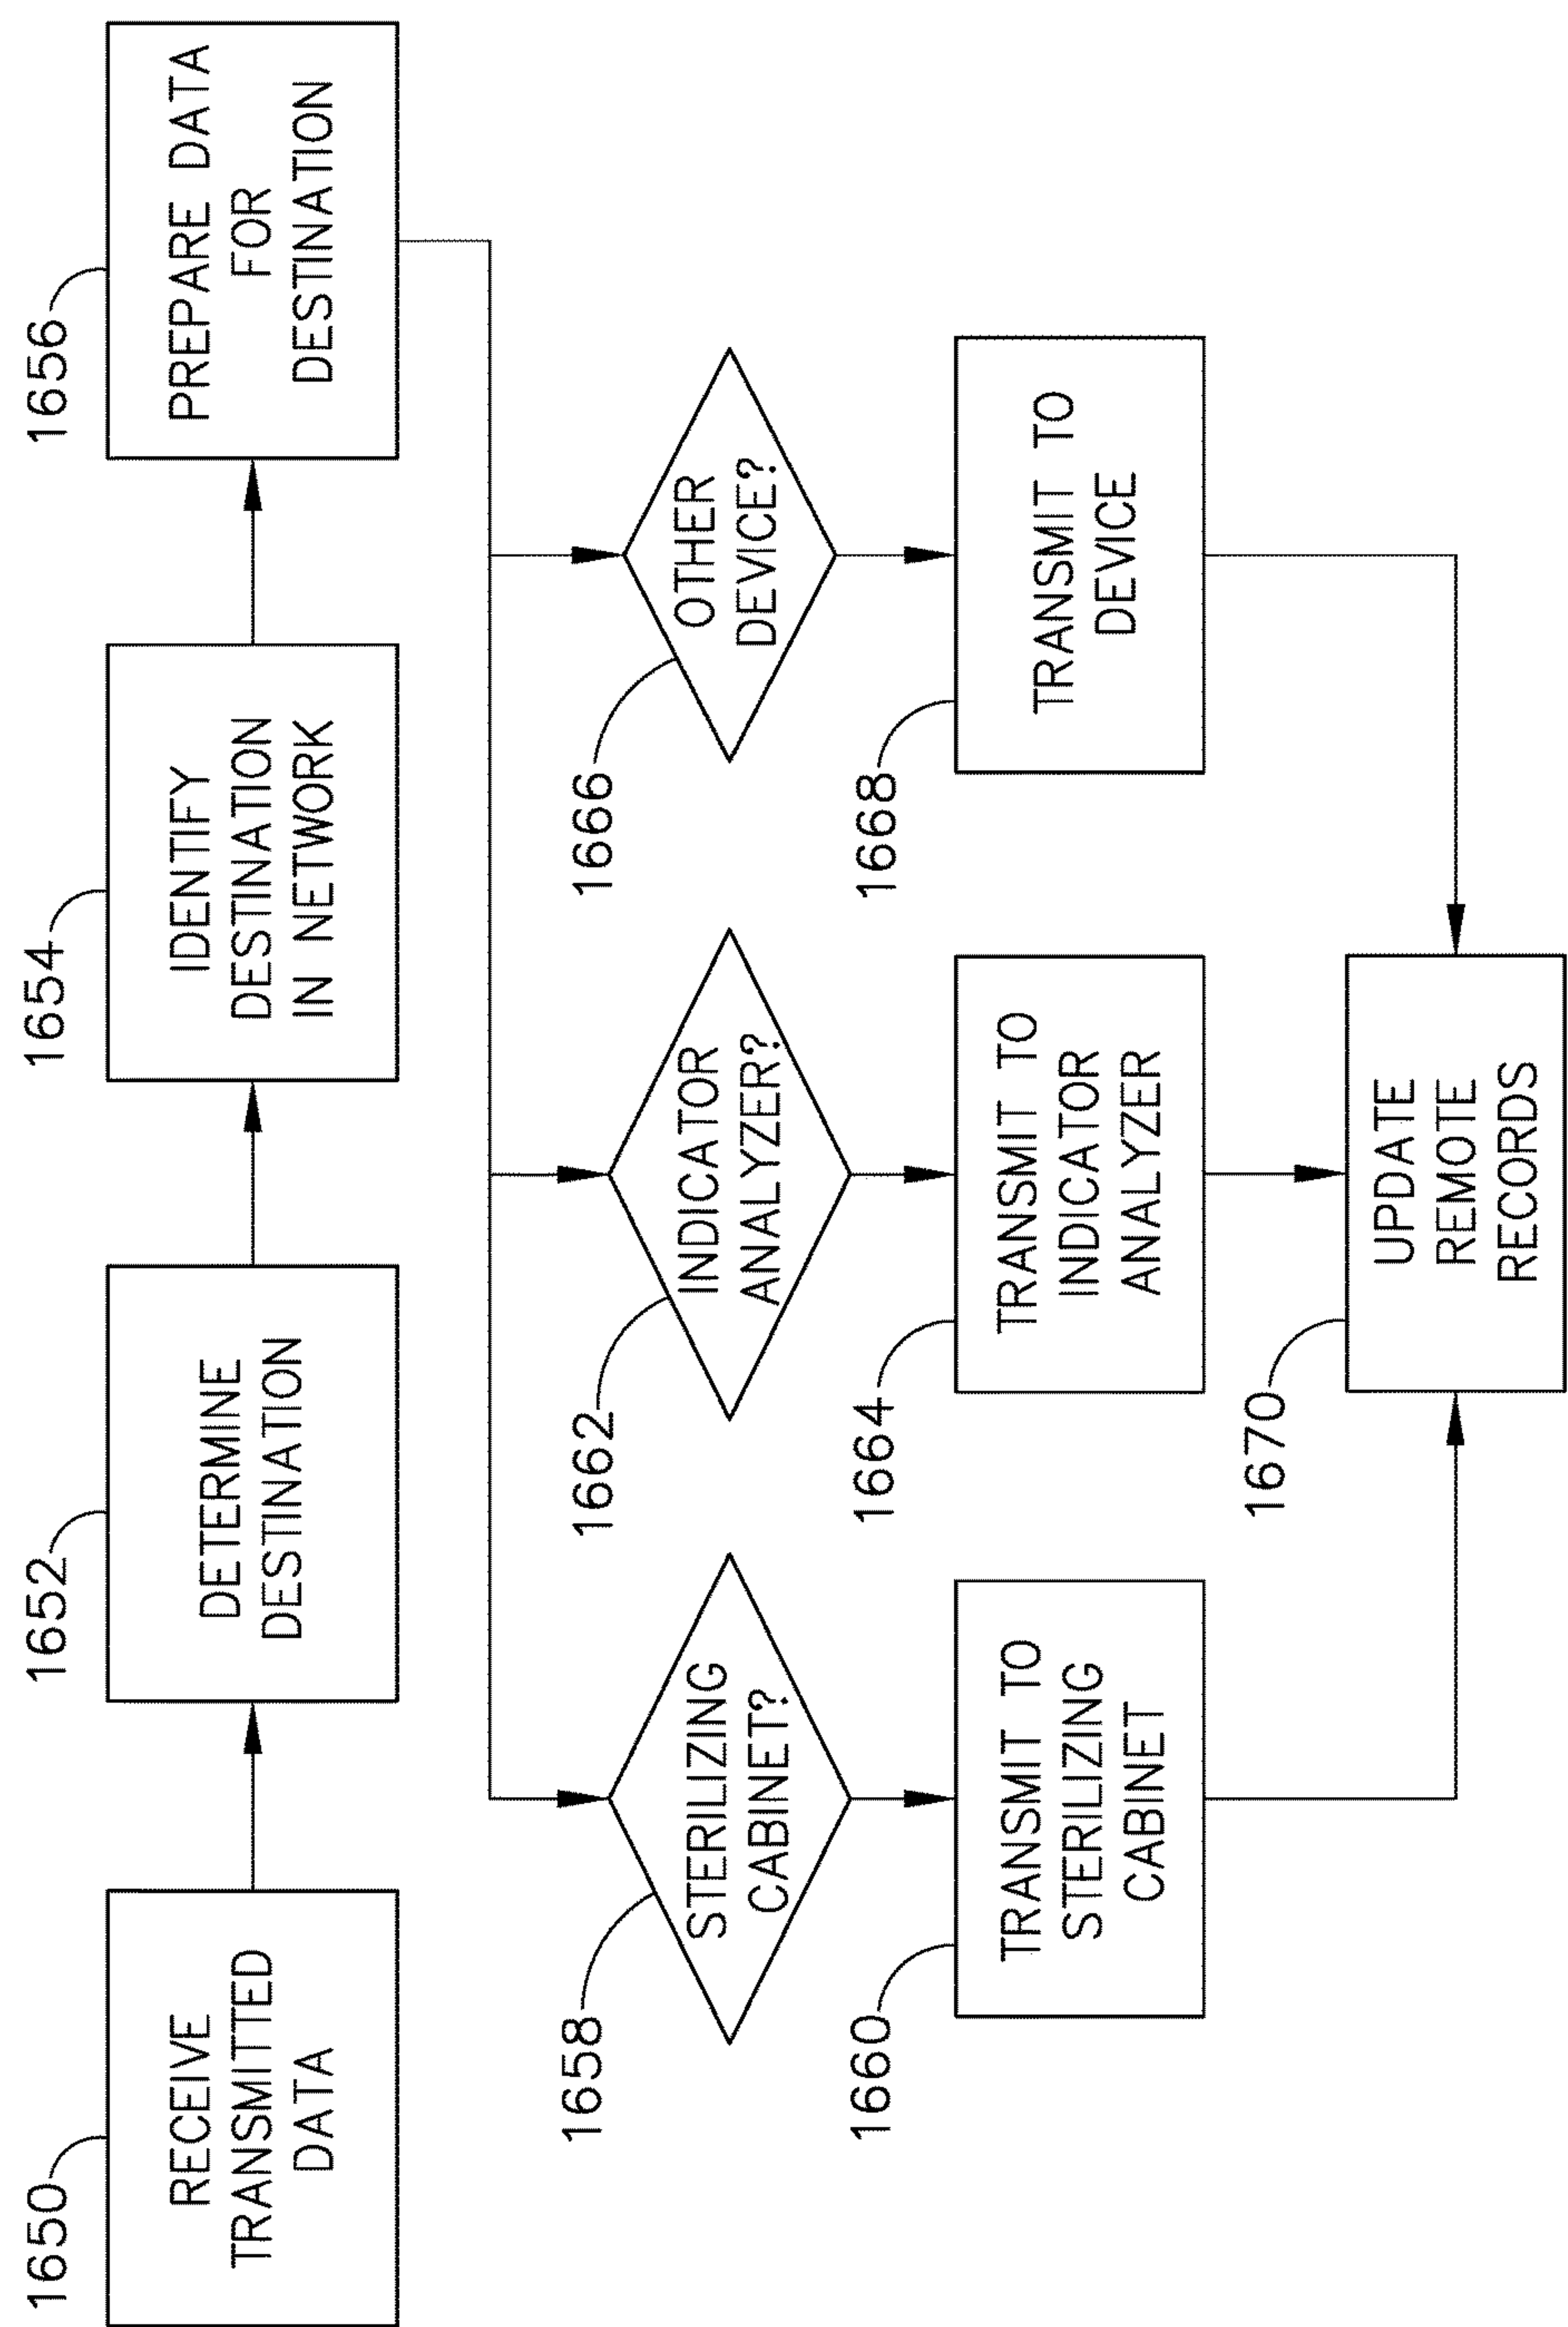 1650
RECEIVE
TRANSMITTED
DATA
1652
DETERMINE
DESTINATION
1654
IDENTIFY
DESTINATION
IN NETWORK
1656
PREPARE DATA
FOR
DESTINATION
1658
STERILIZING
CABINET?
1662
INDICATOR
ANALYZER?
1666
OTHER
DEVICE?
1660
TRANSMIT TO
STERILIZING
CABINET
1664
TRANSMIT TO
INDICATOR
ANALYZER
1668
TRANSMIT TO
DEVICE
1670
UPDATE
REMOTE
RECORDS